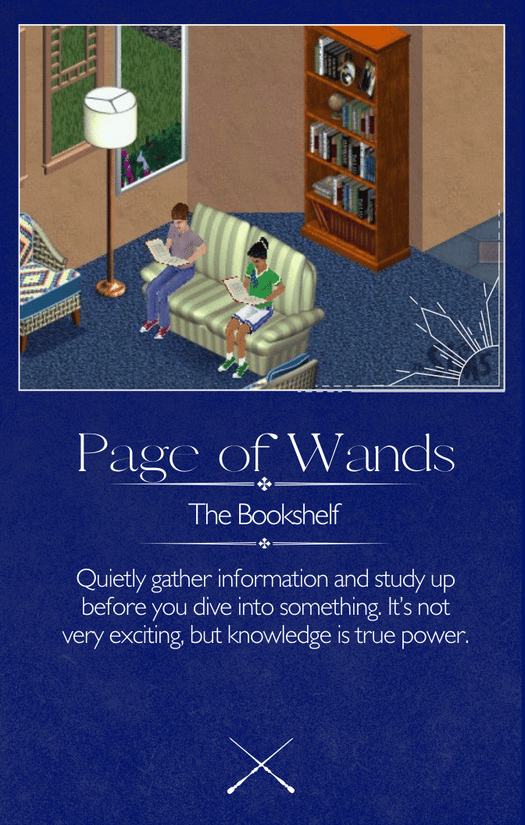 Page of Wands
The Bookshelf
Quietly gather information and study up
before you dive into something. It's not
very exciting, but knowledge is true power.